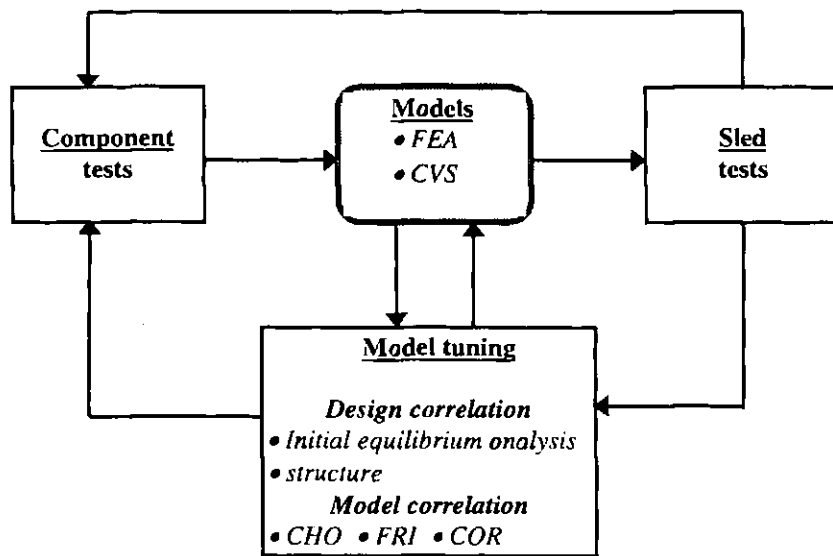 Component
tests
Models
• FEA
• CVS
Sled
tests
Model tuning
Design correlation
• Initial equilibrium analysis
• structure
Model correlation
• CHO • FRI • COR